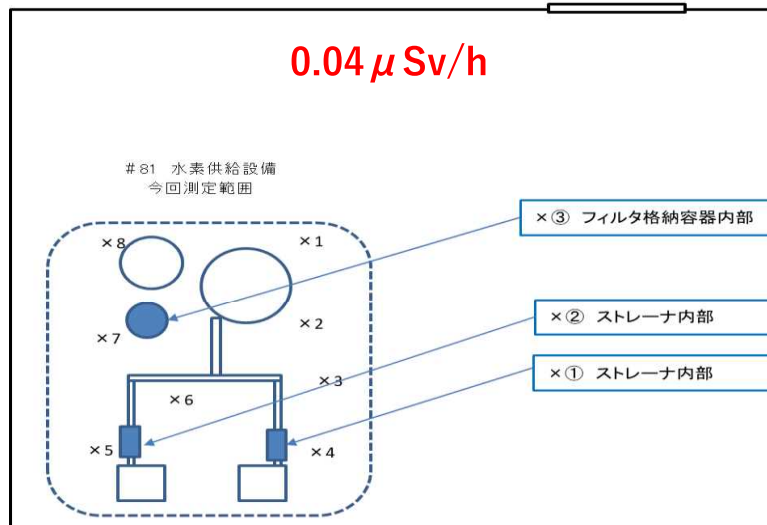 0.04μSv/h
#81 水素供給設備
今回測定範囲
×③ フィルタ格納容器内部
×8
×1
×2
×7
×② ストレーナ内部
×① ストレーナ内部
×3
×6
×5
×4